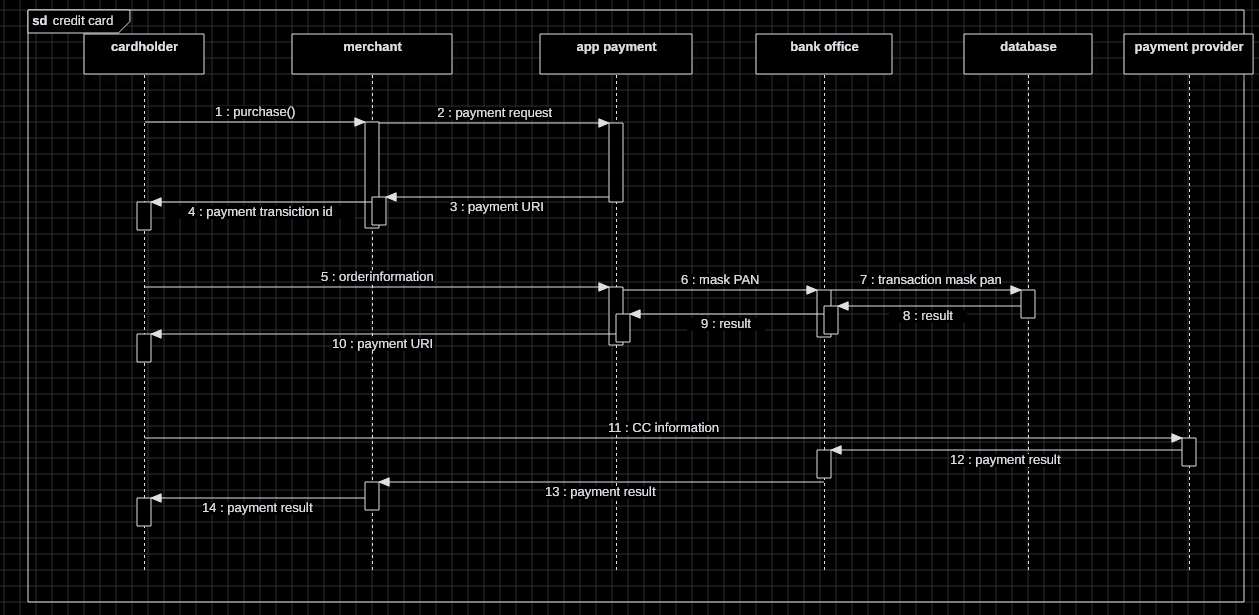 sd credit card
cardholder
merchant
app payment
bank office
database
payment provider
1 : purchase()
2 : payment request
3 : payment URI
4 : payment transiction id
5 : orderinformation
6 : mask PAN
7 : transaction mask pan
8 : result
9 : result
10 : payment URI
11 : CC information
12 : payment result
13 : payment result
14 : payment result